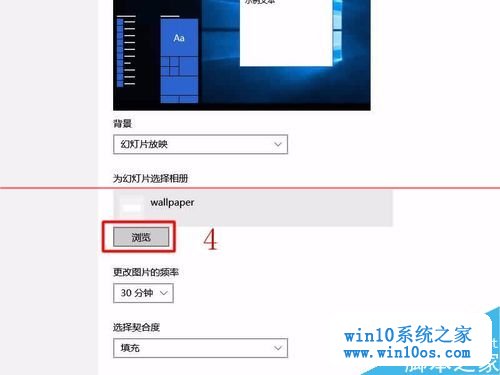 示例文本
Aa
背景
幻灯片放映
为幻灯片选择相册
wallpaper
浏览
4
更改图片的频率
30 分钟
选择契合度
填充
win10系统之家
www.win10os.com
脚本之家